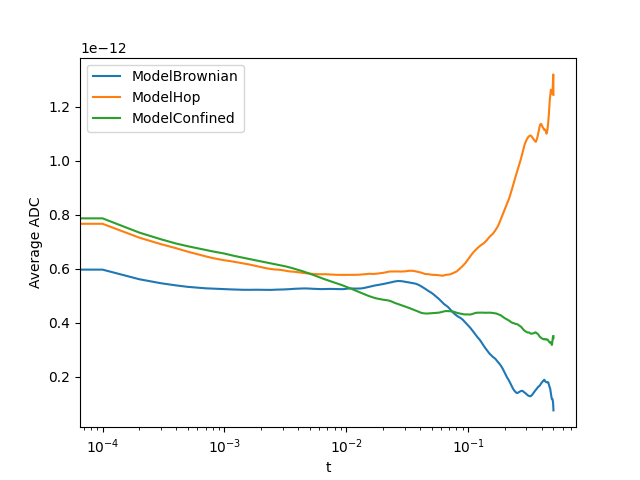 1e−12
ModelBrownian
ModelHop
ModelConfined
1.2
1.0
0.8
0.6
0.4
0.2
Average ADC
10⁻⁴
10⁻³
10⁻²
10⁻¹
t